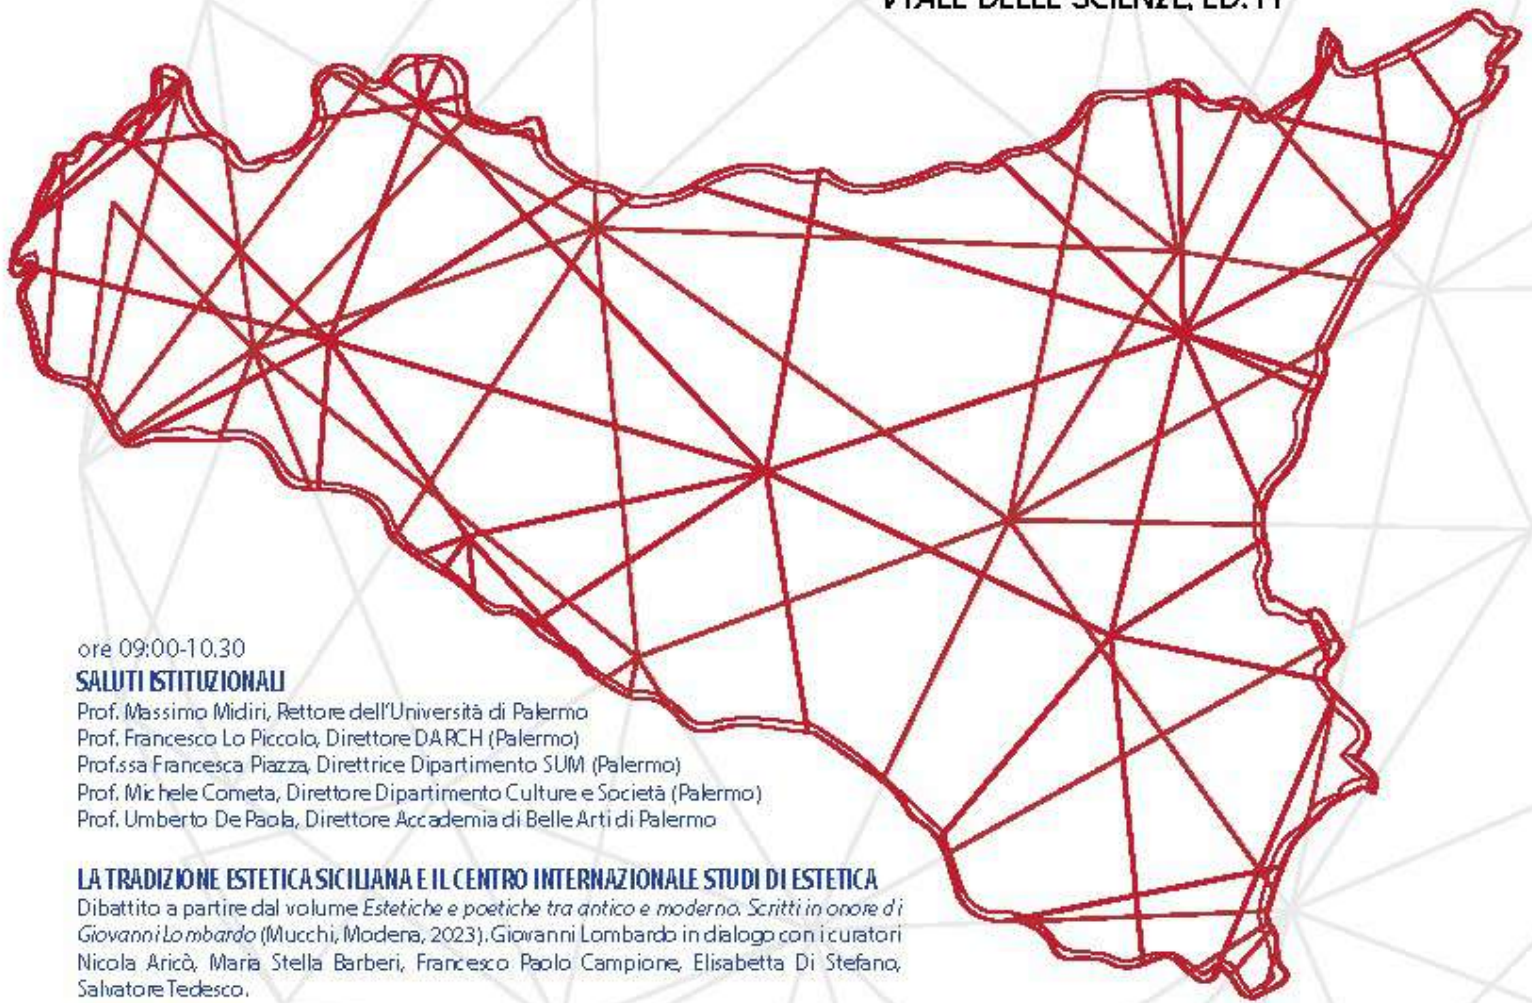 VIALE DELLE SCIENZE, ED. 11
ore 09:00-10.30
SALUTI ISTITUZIONALI
Prof. Massimo Midiri, Rettore dell'Università di Palermo
Prof. Francesco Lo Piccolo, Direttore DARCH (Palermo)
Prof.ssa Francesca Piazza, Direttrice Dipartimento SUM (Palermo)
Prof. Michele Cometa, Direttore Dipartimento Culture e Società (Palermo)
Prof. Umberto De Paola, Direttore Accademia di Belle Arti di Palermo
LA TRADIZIONE ESTETICA SICILIANA E IL CENTRO INTERNAZIONALE STUDI DI ESTETICA
Dibattito a partire dal volume Estetiche e poetiche tra antico e moderno. Scritti in onore di
Giovanni Lombardo (Mucchi, Modena, 2023). Giovanni Lombardo in dialogo con i curatori
Nicola Aricò, Maria Stella Barberi, Francesco Paolo Campione, Elisabetta Di Stefano,
Salvatore Tedesco.